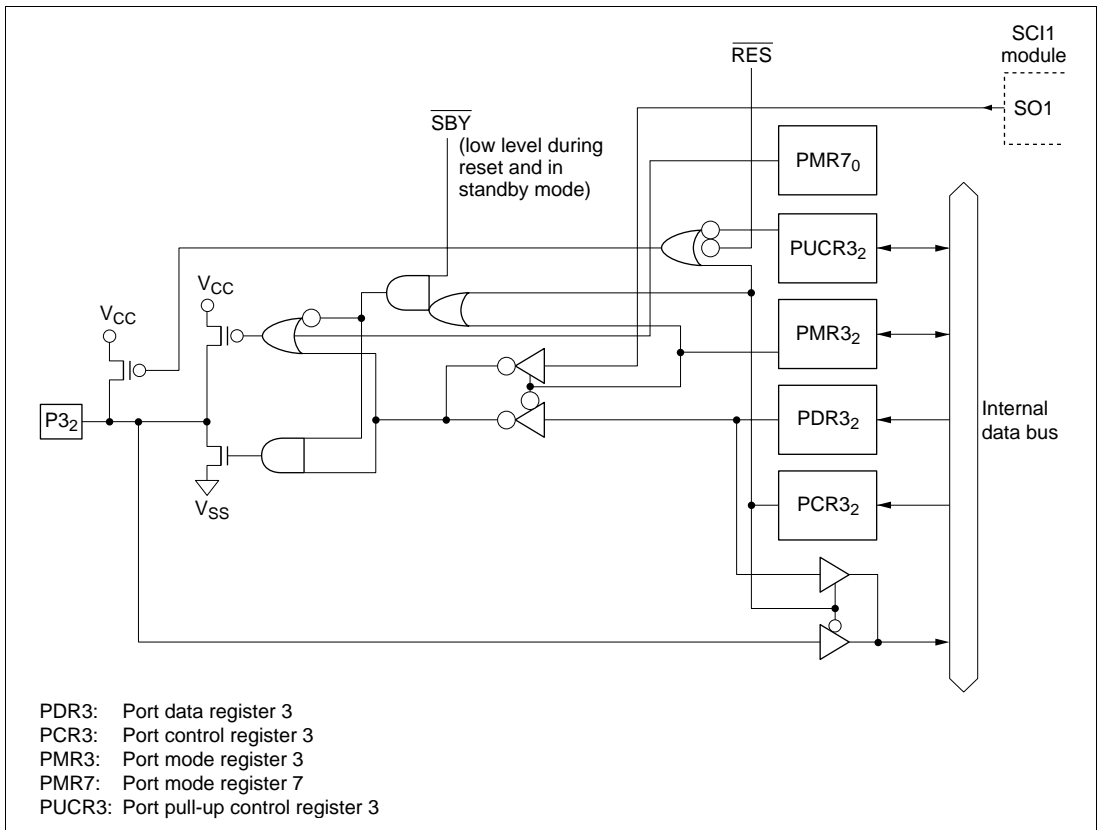 SCI1
module
SO1
RES
SBY
(low level during
reset and in
standby mode)
PMR7₀
PUCR3₂
PMR3₂
PDR3₂
PCR3₂
Internal
data bus
VCC
VCC
P3₂
VSS
PDR3: Port data register 3
PCR3: Port control register 3
PMR3: Port mode register 3
PMR7: Port mode register 7
PUCR3: Port pull-up control register 3